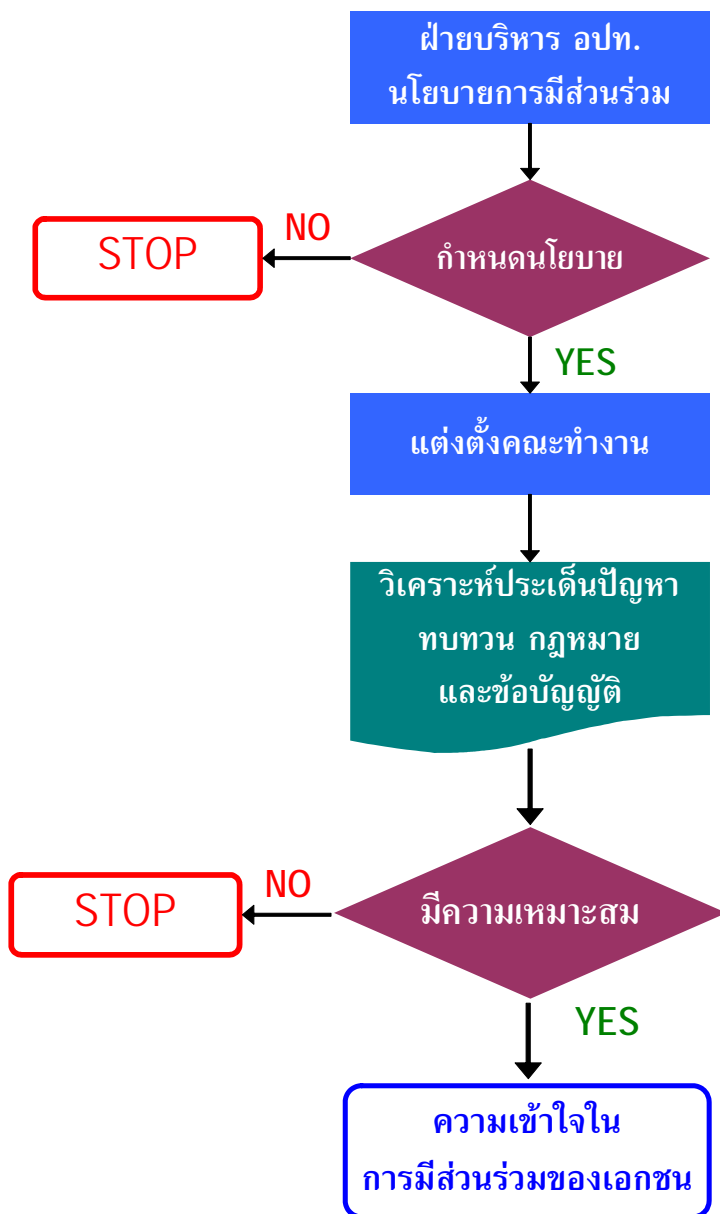 ฝ่ายบริหาร อปท.
นโยบายการมีส่วนร่วม
กำหนดนโยบาย
NO
STOP
YES
แต่งตั้งคณะทำงาน
วิเคราะห์ประเด็นปัญหา
ทบทวน กฎหมาย
และข้อบัญญัติ
มีความเหมาะสม
NO
STOP
YES
ความเข้าใจใน
การมีส่วนร่วมของเอกชน